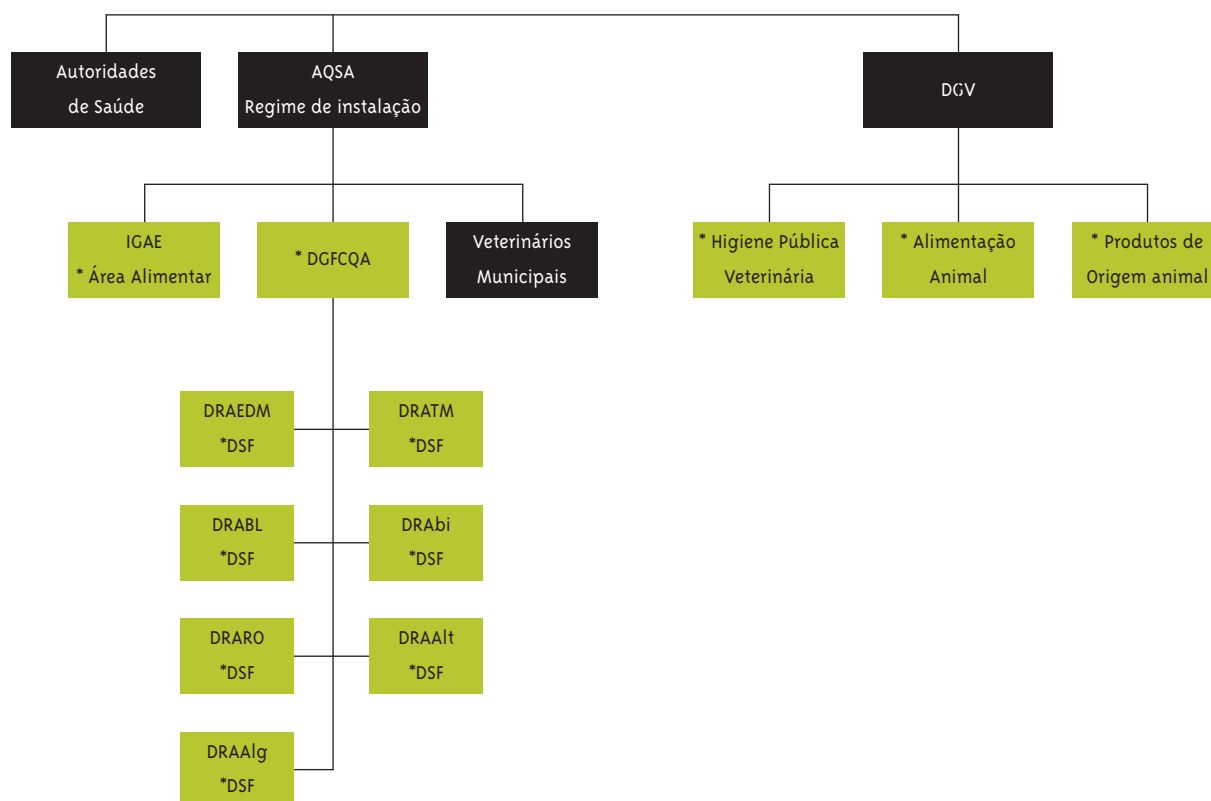 Autoridades
de Saúde
AQSA
Regime de instalação
DGV
IGAE
* Área Alimentar
* DGFCQA
Veterinários
Municipais
* Higiene Pública
Veterinária
* Alimentação
Animal
* Produtos de
Origem animal
DRAEDM
*DSF
DRATM
*DSF
DRABL
*DSF
DRAbi
*DSF
DRARO
*DSF
DRAAlt
*DSF
DRAAlg
*DSF